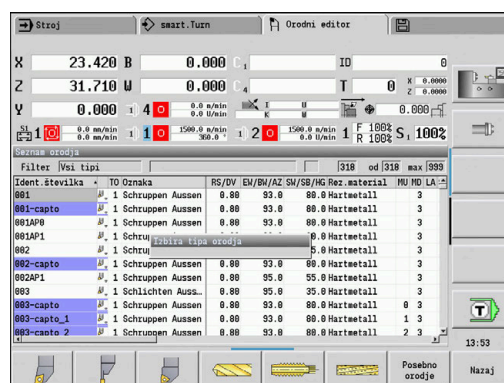 Stroj smart.Turn Orodni editor
X 23.420 B 0.000 C 1 ID 0
Z 31.710 U 0.000 C 4 T 0 X 0.0000 Z 0.0000
Y 0.000 4 0.0 m/min 0.0 U/min I U K W 0.000
S1 1 0.0 mm/min 0.0 m/min 1 1500.0 m/min 360.0 ° 2 1500.0 m/min 0.0 U/min 1 F 100% R 100% S1 100%
Seznam orodja
Filter Vsi tipi 318 od 318 max 999
Ident.številka TO Oznaka RS/DV EW/BW/AZ SW/SB/HG Rez.material MU MD LA
001 1 Schruppen Aussen 0.80 93.0 80.0 Hartmetall 3
001-capto 1 Schruppen Aussen 0.80 93.0 80.0 Hartmetall 3
001AP0 1 Schruppen Aussen 0.80 93.0 80.0 Hartmetall 3
001AP1 1 Schrup 0.0 Hartmetall 3
Izbira tipa orodja
002 1 Schrup 5.0 Hartmetall 3
002-capto 1 Schruppen Aussen 0.80 93.0 80.0 Hartmetall 3
002AP1 1 Schruppen Aussen 0.80 95.0 55.0 Hartmetall 3
003 1 Schlichten Auss… 0.80 95.0 35.0 Hartmetall 3
003-capto 1 Schruppen Aussen 0.80 93.0 80.0 Hartmetall 0 3
003-capto_1 1 Schruppen Aussen 0.80 93.0 80.0 Hartmetall 1 3
003-capto_2 1 Schruppen Aussen 0.80 93.0 80.0 Hartmetall 2 3
T
13:53
Posebno orodje
Nazaj